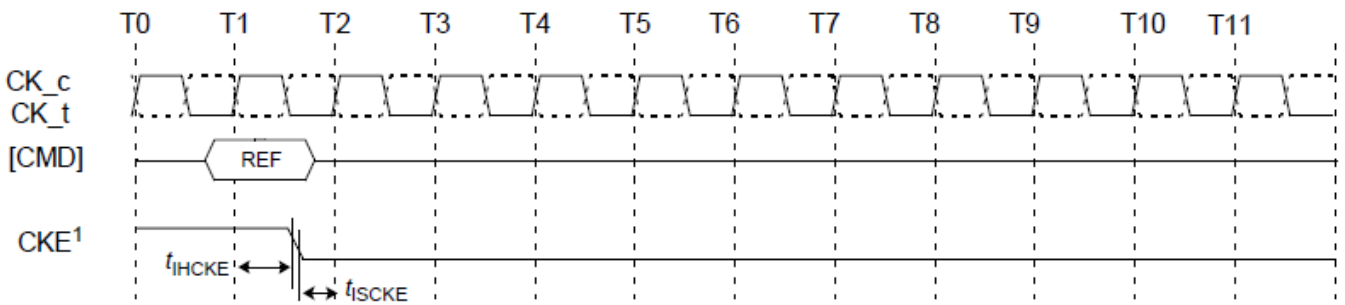 T0 T1 T2 T3 T4 T5 T6 T7 T8 T9 T10 T11
CK_c
CK_t
[CMD] REF
CKE1
tIHCKE
tISCKE